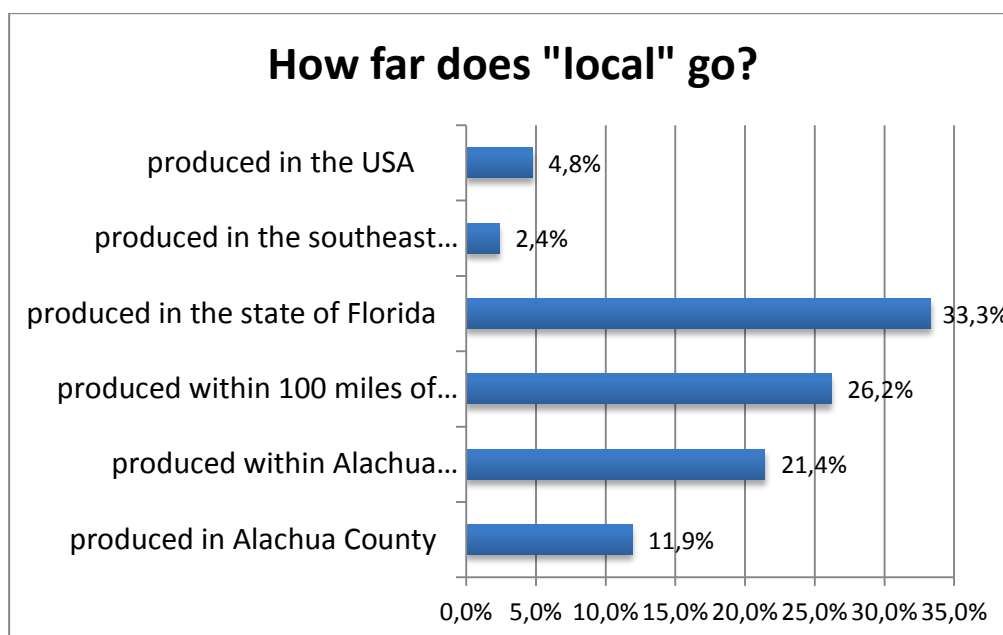 How far does "local" go?
produced in the USA 4,8%
produced in the southeast... 2,4%
produced in the state of Florida 33,3%
produced within 100 miles of... 26,2%
produced within Alachua... 21,4%
produced in Alachua County 11,9%
0,0% 5,0% 10,0% 15,0% 20,0% 25,0% 30,0% 35,0%